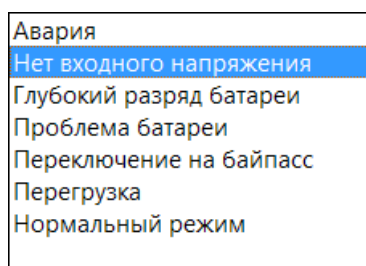 Авария
Нет входного напряжения
Глубокий разряд батареи
Проблема батареи
Переключение на байпасс
Перегрузка
Нормальный режим